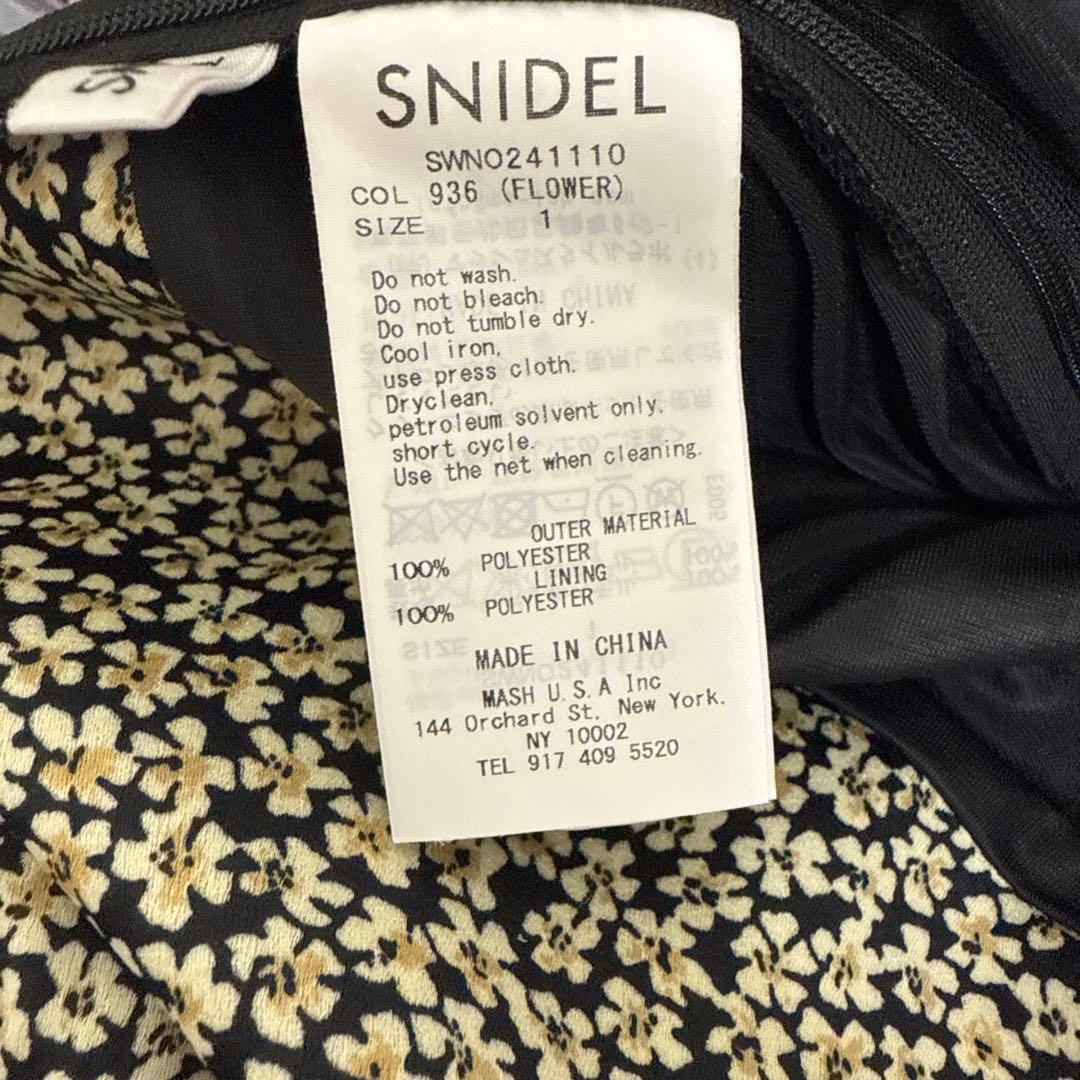 SNIDEL
SWNO241110
COL 936 (FLOWER)
SIZE 1
Do not wash.
Do not bleach.
Do not tumble dry.
Cool iron,
use press cloth.
Dryclean,
petroleum solvent only,
short cycle.
Use the net when cleaning.
OUTER MATERIAL
100% POLYESTER
LINING
100% POLYESTER
MADE IN CHINA
MASH U.S.A Inc
144 Orchard St. New York.
NY 10002
TEL 917 409 5520